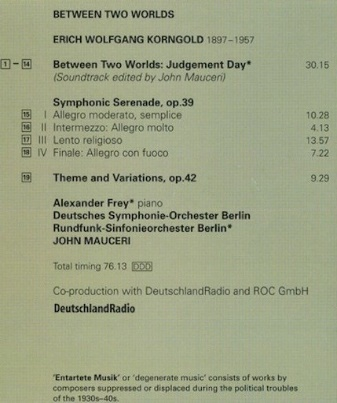 BETWEEN TWO WORLDS
ERICH WOLFGANG KORNGOLD 1897–1957
1 – 14 Between Two Worlds: Judgement Day* 30.15
(Soundtrack edited by John Mauceri)
Symphonic Serenade, op.39
15 I Allegro moderato, semplice 10.28
16 II Intermezzo: Allegro molto 4.13
17 III Lento religioso 13.57
18 IV Finale: Allegro con fuoco 7.22
19 Theme and Variations, op.42 9.29
Alexander Frey* piano
Deutsches Symphonie-Orchester Berlin
Rundfunk-Sinfonieorchester Berlin*
JOHN MAUCERI
Total timing 76.13 DDD
Co-production with DeutschlandRadio and ROC GmbH
DeutschlandRadio
'Entartete Musik' or 'degenerate music' consists of works by
composers suppressed or displaced during the political troubles
of the 1930s–40s.